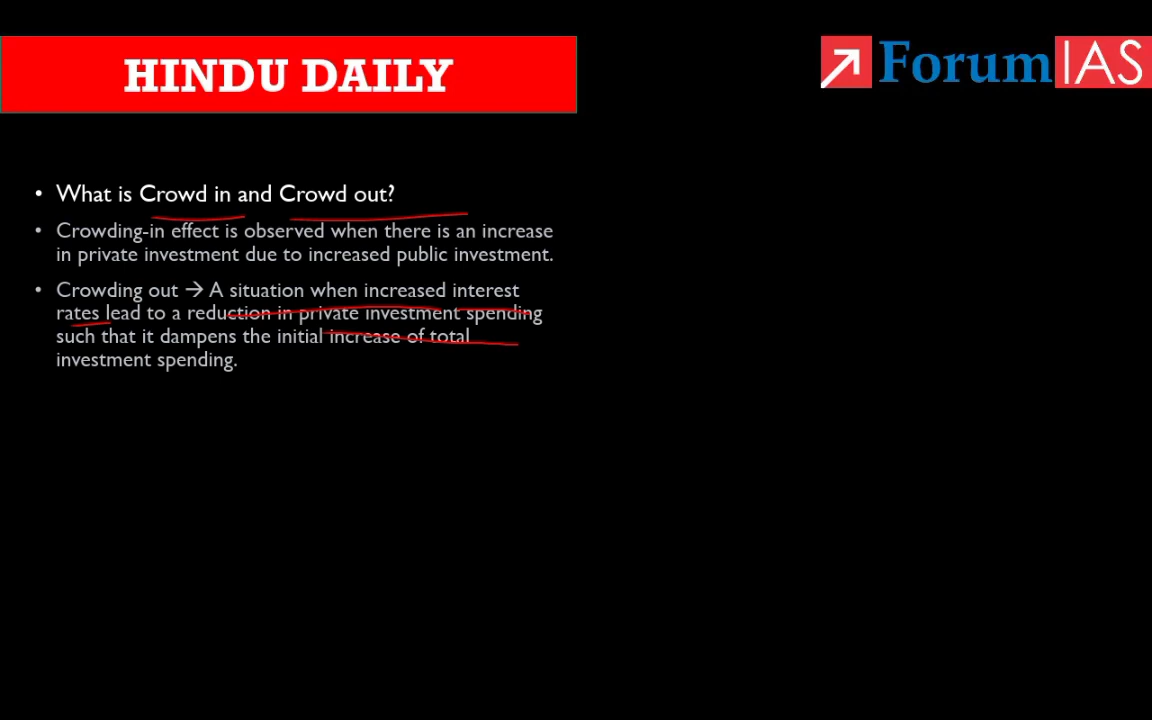 HINDU DAILY
ForumIAS
• What is Crowd in and Crowd out?
• Crowding-in effect is observed when there is an increase
in private investment due to increased public investment.
• Crowding out → A situation when increased interest
rates lead to a reduction in private investment spending
such that it dampens the initial increase of total
investment spending.